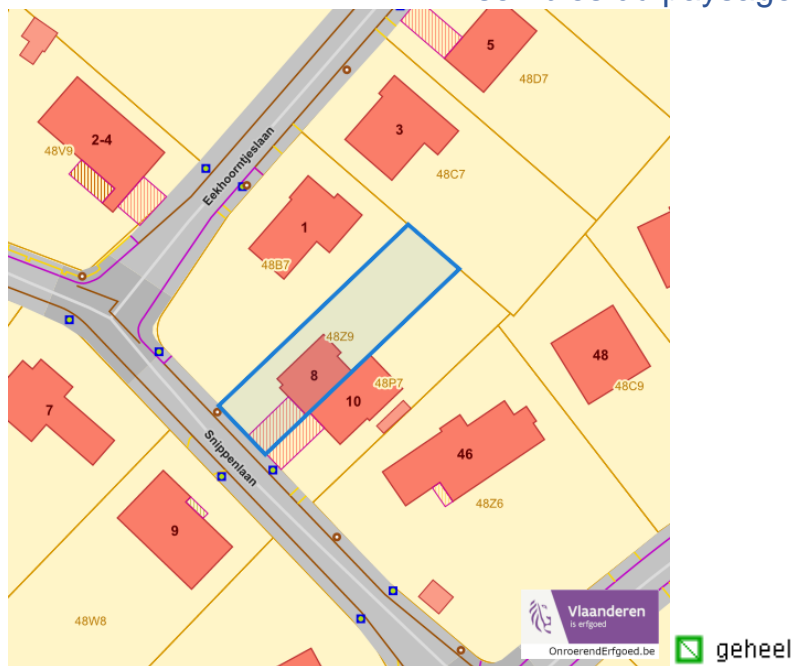 5
48D7
2-4
48V9
Eekhoorntjeslaan
3
48C7
1
48B7
48Z9
8
48P7
10
48
48C9
7
Snippenlaan
46
48Z6
9
48W8
Vlaanderen
is erfgoed
OnroerendErfgoed.be
geheel